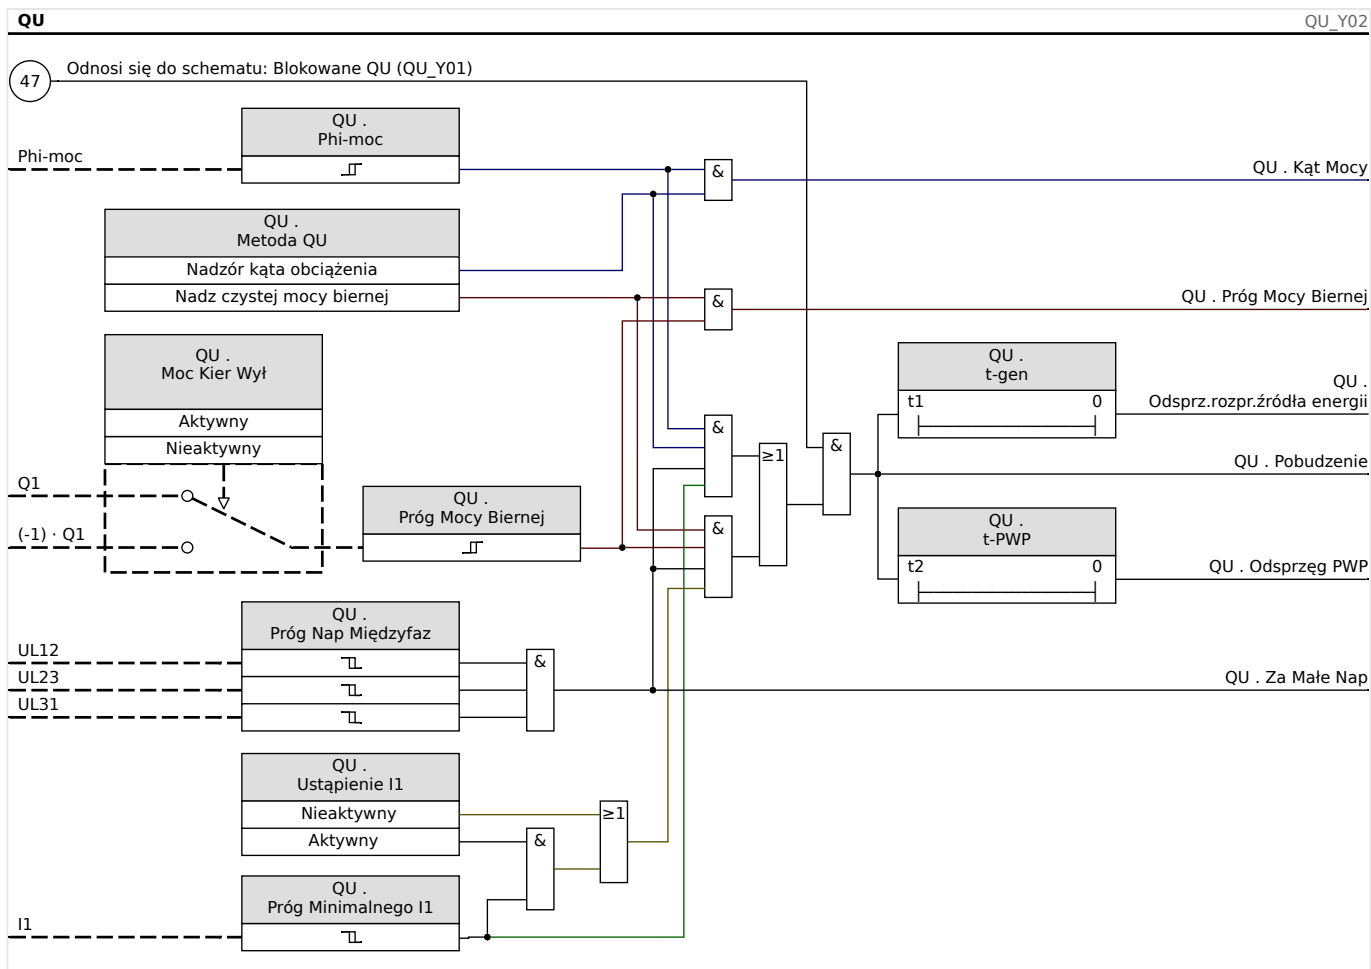 QU
QU_Y02
47
Odnosi się do schematu: Blokowane QU (QU_Y01)
QU .
Phi-moc
Phi-moc
&
QU . Kąt Mocy
QU .
Metoda QU
Nadzór kąta obciążenia
Nadz czystej mocy biernej
&
QU . Próg Mocy Biernej
QU .
Moc Kier Wył
Aktywny
Nieaktywny
QU .
t-gen
t1
0
QU .
Odsprz.rozpr.źródła energii
&
≥1
&
QU . Pobudzenie
Q1
(-1) · Q1
QU .
Próg Mocy Biernej
&
QU .
t-PWP
t2
0
QU . Odsprzęg PWP
QU .
Próg Nap Międzyfaz
UL12
UL23
UL31
&
QU . Za Małe Nap
QU .
Ustąpienie I1
Nieaktywny
Aktywny
≥1
&
QU .
Próg Minimalnego I1
I1